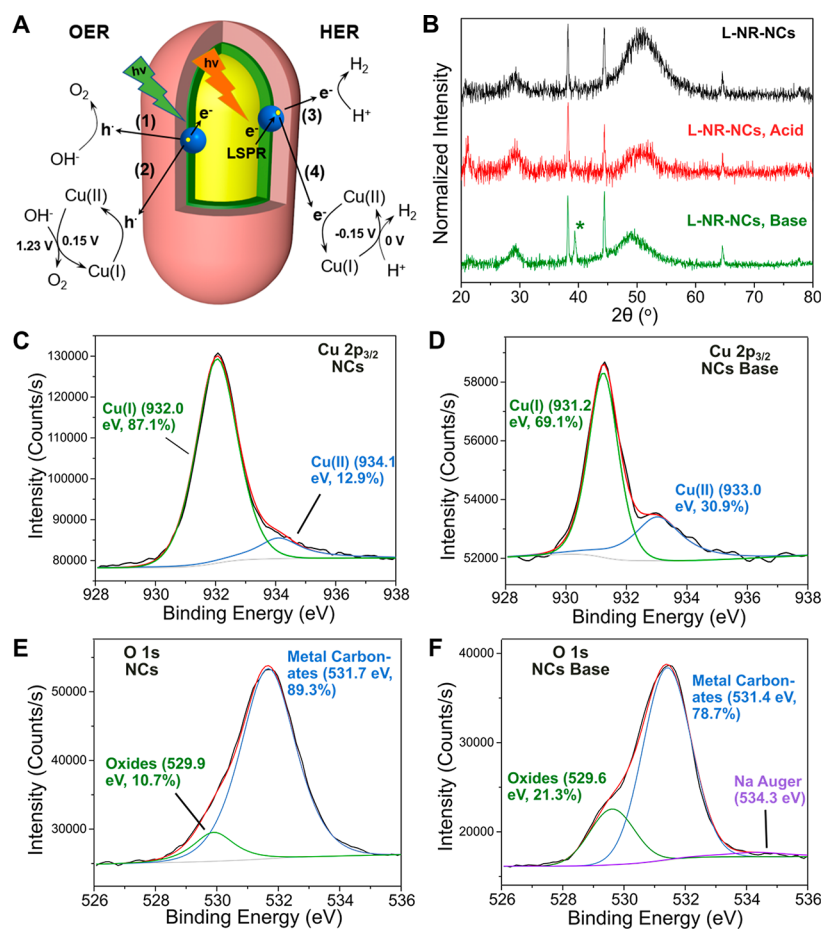 A
OER
HER
hν
hν
H₂
O₂
(1)
e⁻
e⁻
(3)
H⁺
h·
e⁻
LSPR
OH⁻
(2)
(4)
Cu(II)
OH⁻
h·
e⁻
Cu(II)
H₂
1.23 V
0.15 V
-0.15 V
0 V
O₂
Cu(I)
Cu(I)
H⁺
B
Normalized Intensity
L-NR-NCs
L-NR-NCs, Acid
L-NR-NCs, Base
*
20 30 40 50 60 70 80
2θ (°)
C
Cu 2p3/2
NCs
Intensity (Counts/s)
130000
120000
110000
100000
90000
80000
Cu(I) (932.0
eV, 87.1%)
Cu(II) (934.1
eV, 12.9%)
928 930 932 934 936 938
Binding Energy (eV)
D
Cu 2p3/2
NCs Base
Intensity (Counts/s)
58000
56000
54000
52000
Cu(I) (931.2
eV, 69.1%)
Cu(II) (933.0
eV, 30.9%)
928 930 932 934 936 938
Binding Energy (eV)
E
O 1s
NCs
Intensity (Counts/s)
50000
40000
30000
Metal Carbon-
ates (531.7 eV,
89.3%)
Oxides (529.9
eV, 10.7%)
526 528 530 532 534 536
Binding Energy (eV)
F
O 1s
NCs Base
Intensity (Counts/s)
40000
30000
20000
Metal Carbon-
ates (531.4 eV,
78.7%)
Oxides (529.6
eV, 21.3%)
Na Auger
(534.3 eV)
526 528 530 532 534 536
Binding Energy (eV)